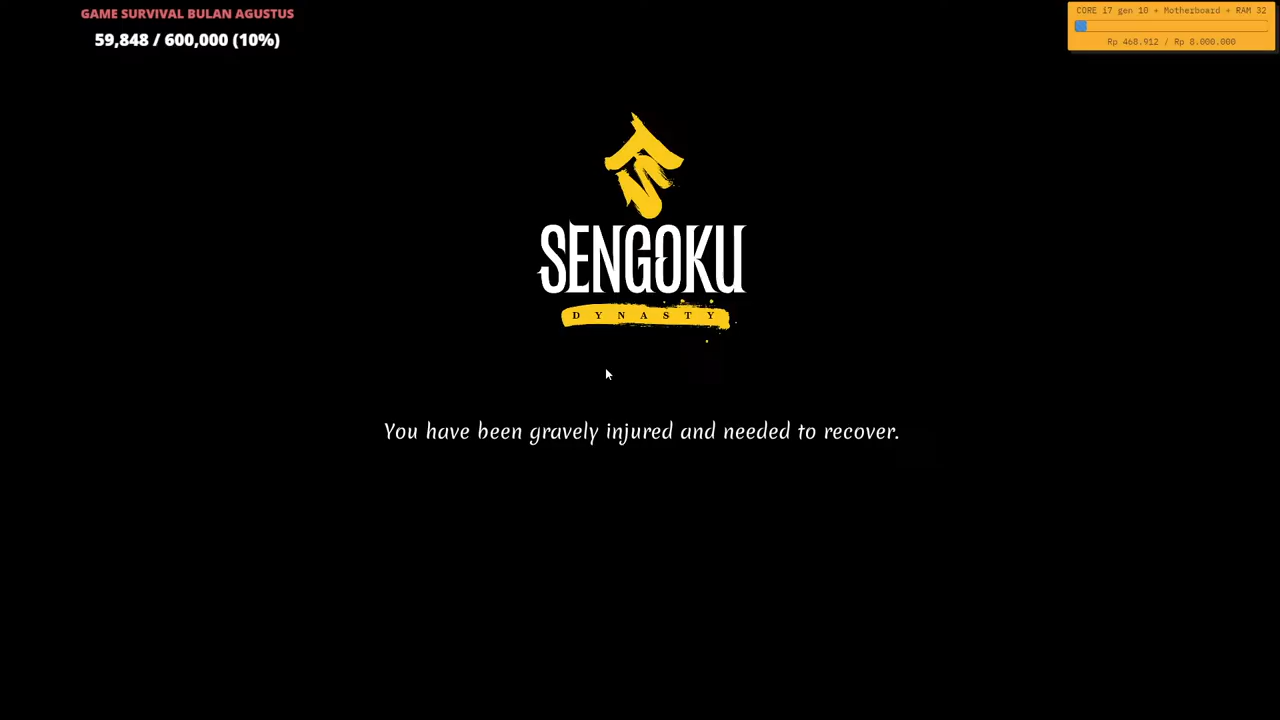 GAME SURVIVAL BULAN AGUSTUS
59,848 / 600,000 (10%)
CORE i7 gen 10 + Motherboard + RAM 32
Rp 468.912 / Rp 8.000.000
SENGOKU
DYNASTY
You have been gravely injured and needed to recover.